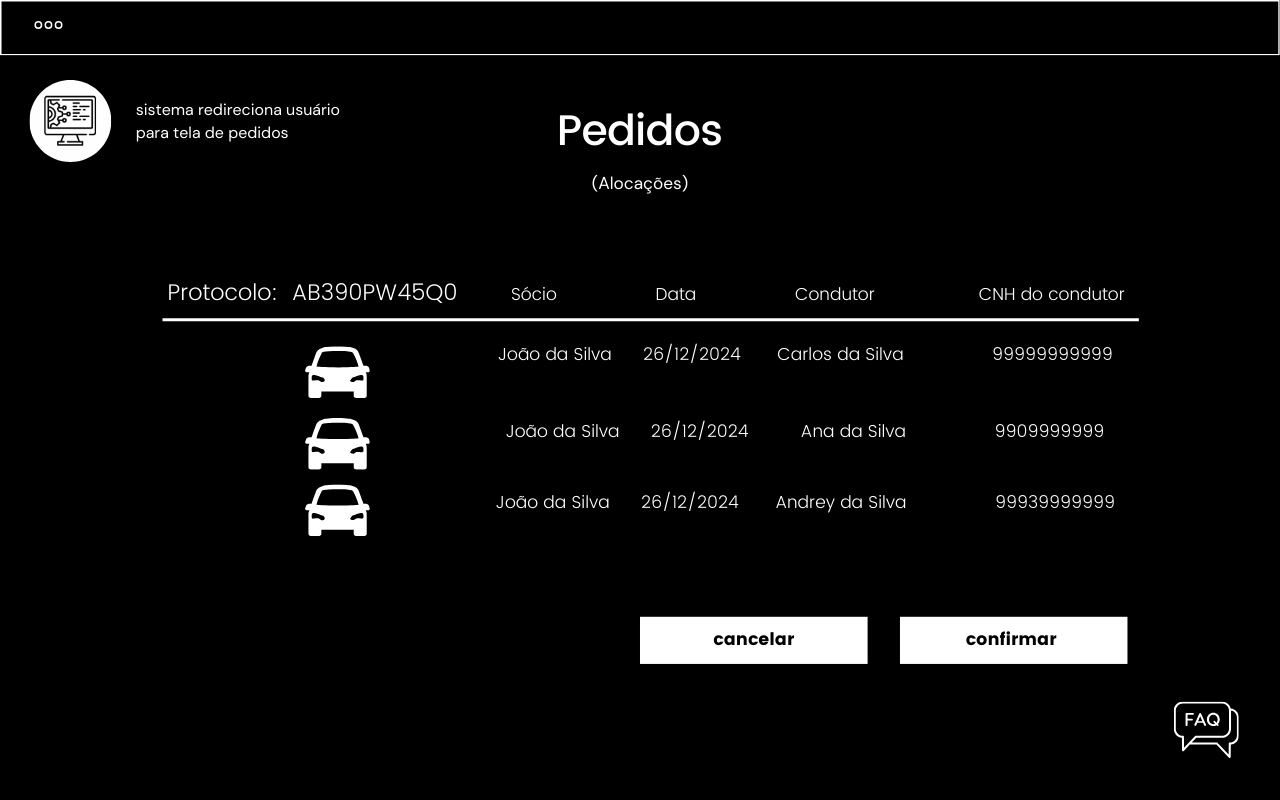 sistema redireciona usuário
para tela de pedidos
Pedidos
(Alocações)
Protocolo: AB390PW45Q0 Sócio Data Condutor CNH do condutor
João da Silva 26/12/2024 Carlos da Silva 99999999999
João da Silva 26/12/2024 Ana da Silva 9909999999
João da Silva 26/12/2024 Andrey da Silva 99939999999
cancelar confirmar
FAQ